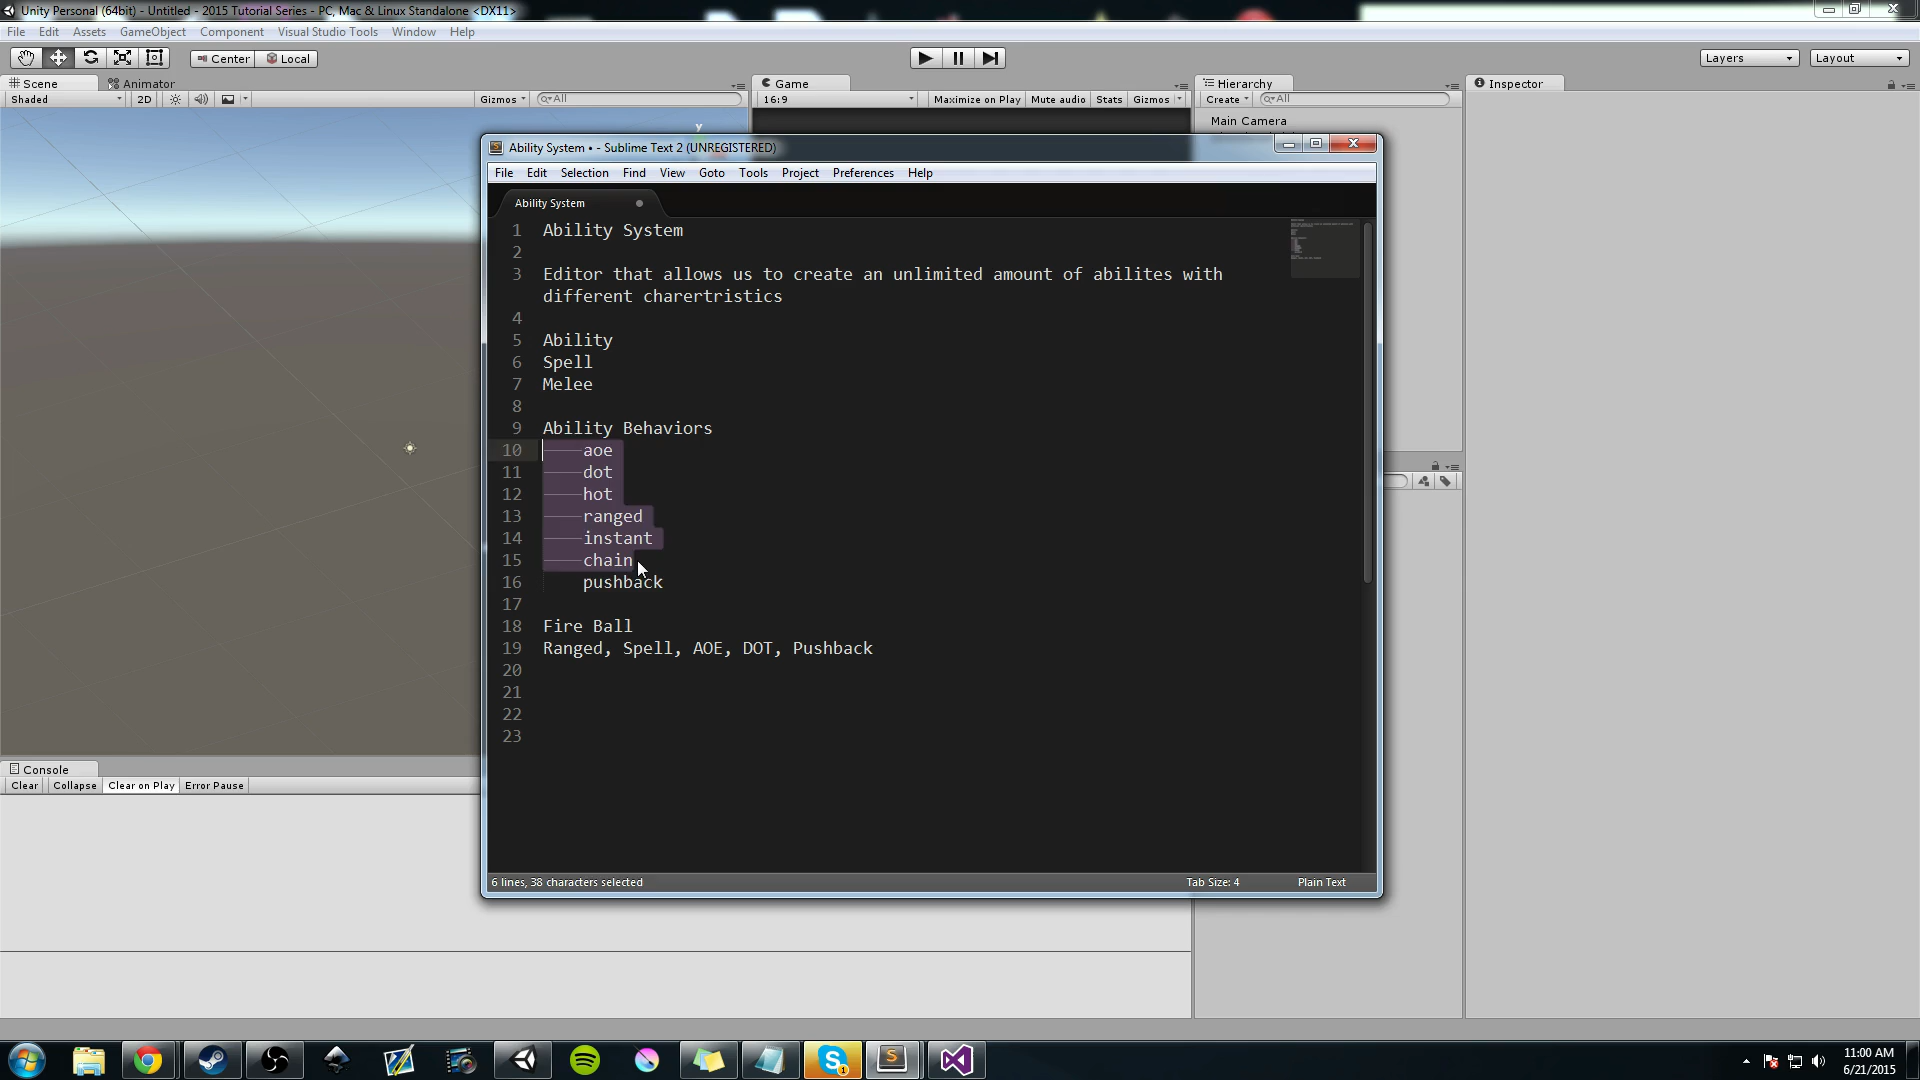 Unity Personal (64bit) - Untitled - 2015 Tutorial Series - PC, Mac & Linux Standalone <DX11>
File Edit Assets GameObject Component Visual Studio Tools Window Help
Center Local Layers Layout
Scene Animator Game Hierarchy Inspector
Shaded 2D Gizmos All 16:9 Maximize on Play Mute audio Stats Gizmos Create All
Main Camera
y
Ability System • - Sublime Text 2 (UNREGISTERED)
File Edit Selection Find View Goto Tools Project Preferences Help
Ability System
1 Ability System
2
3 Editor that allows us to create an unlimited amount of abilites with
different charertristics
4
5 Ability
6 Spell
7 Melee
8
9 Ability Behaviors
10 aoe
11 dot
12 hot
13 ranged
14 instant
15 chain
16 pushback
17
18 Fire Ball
19 Ranged, Spell, AOE, DOT, Pushback
20
21
22
23
6 lines, 38 characters selected Tab Size: 4 Plain Text
Console
Clear Collapse Clear on Play Error Pause
11:00 AM
6/21/2015